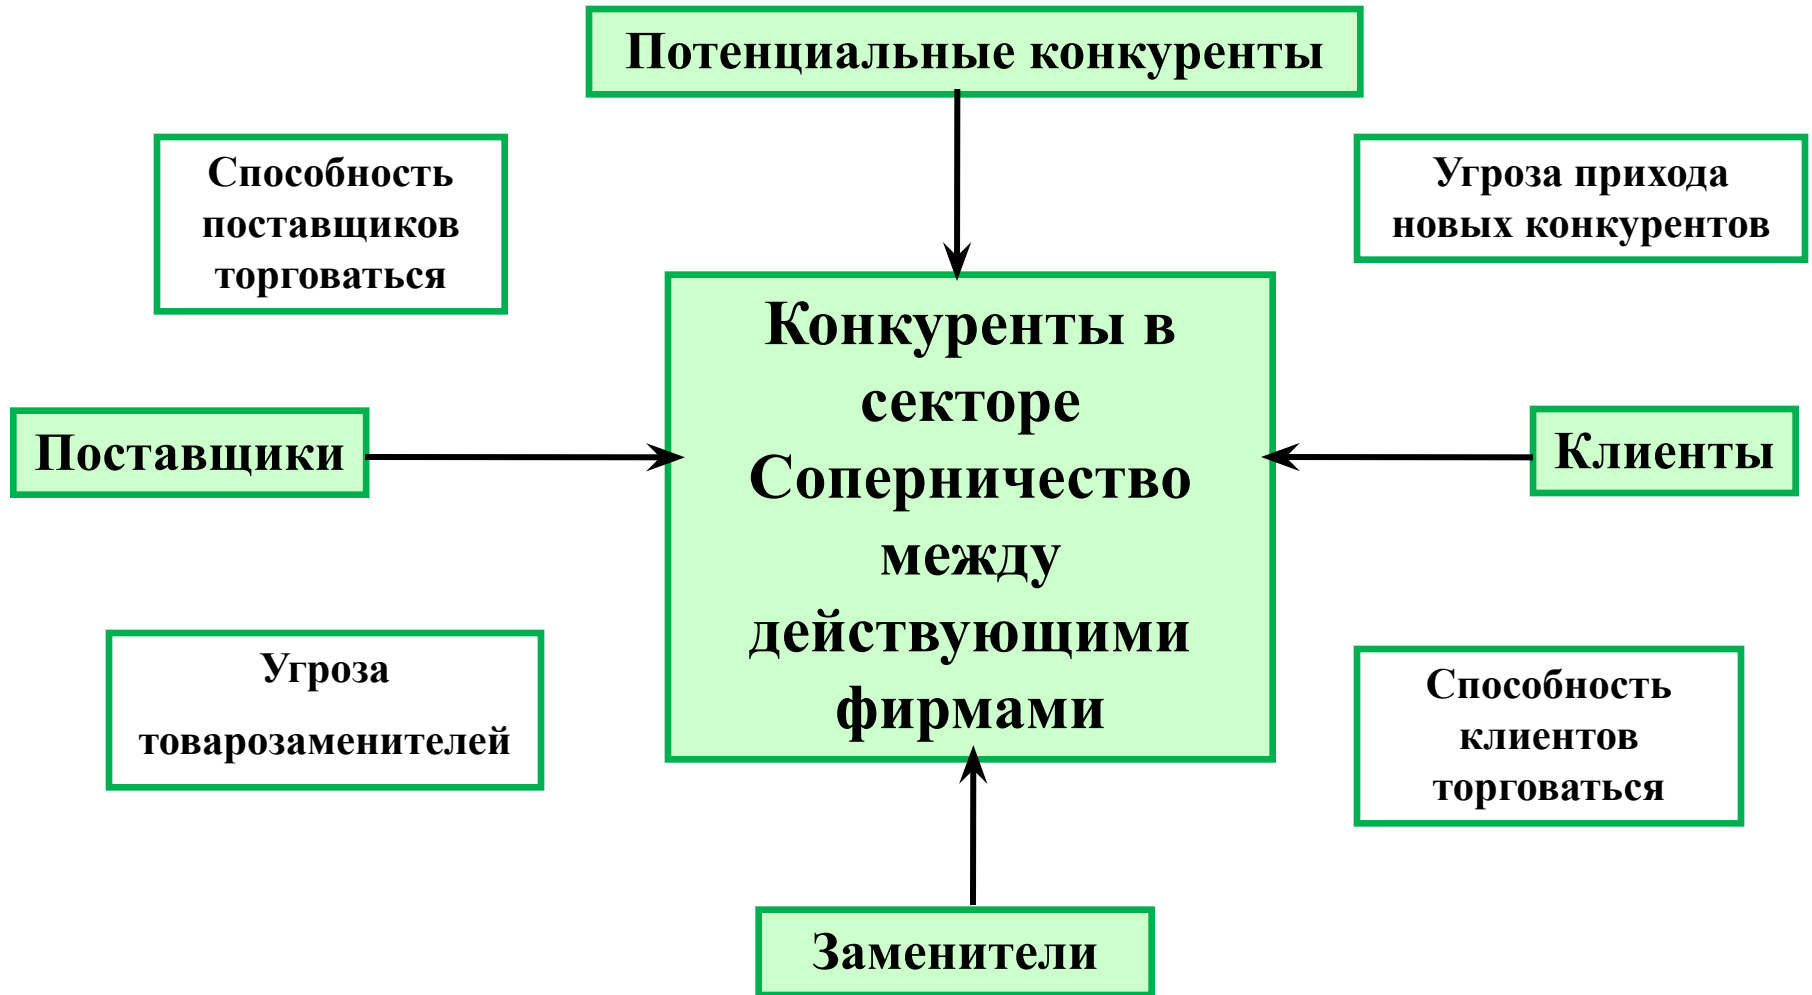 Потенциальные конкуренты
Способность
поставщиков
торговаться
Угроза прихода
новых конкурентов
Конкуренты в
секторе
Соперничество
между
действующими
фирмами
Поставщики
Клиенты
Угроза
товарозаменителей
Способность
клиентов
торговаться
Заменители